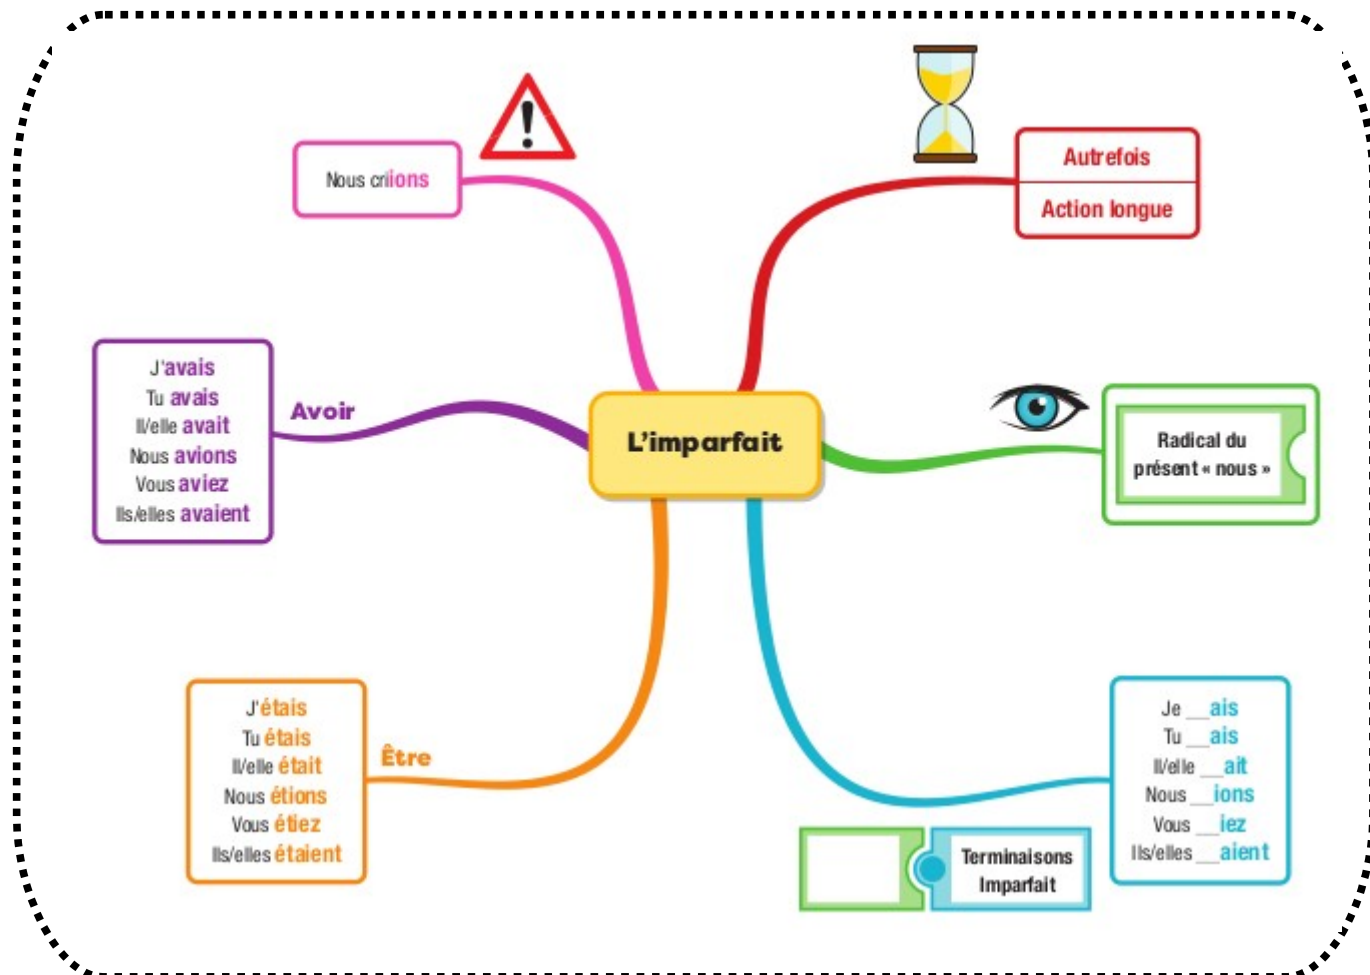 !
Nous criions
Autrefois
Action longue
L'imparfait
Avoir
J'avais
Tu avais
Il/elle avait
Nous avions
Vous aviez
Ils/elles avaient
Radical du
présent « nous »
Être
J'étais
Tu étais
Il/elle était
Nous étions
Vous étiez
Ils/elles étaient
Terminaisons
Imparfait
Je __ais
Tu __ais
Il/elle __ait
Nous __ions
Vous __iez
Ils/elles __aient